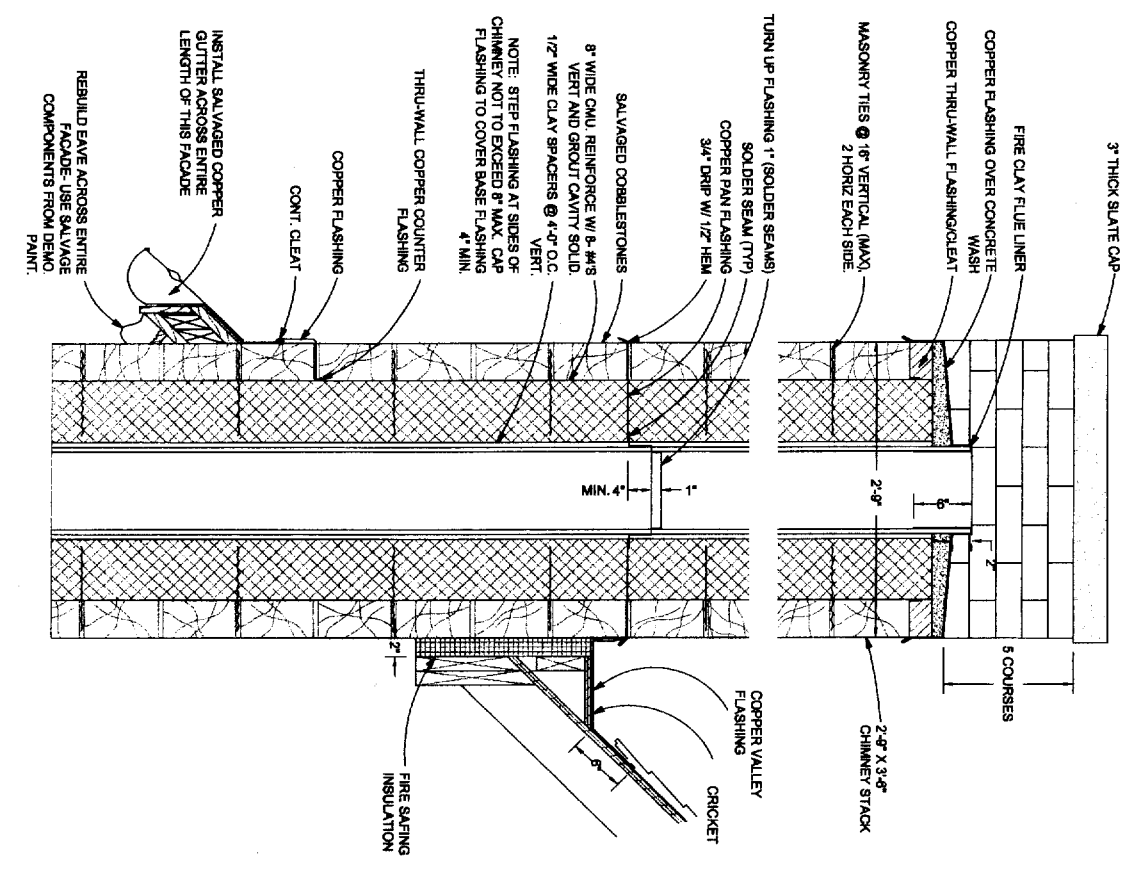 3" THICK SLATE CAP
FIRE CLAY FLUE LINER
COPPER FLASHING OVER CONCRETE
WASH
COPPER THRU-WALL FLASHING/CLEAT
MASONRY TIES @ 16" VERTICAL (MAX),
2 HORIZ EACH SIDE.
TURN UP FLASHING 1" (SOLDER SEAMS)
SOLDER SEAM (TYP)
COPPER PAN FLASHING
3/4" DRIP W/ 1/2" HEM
SALVAGED COBBLESTONES
8" WIDE CMU. REINFORCE W/ 8- #4'S
VERT AND GROUT CAVITY SOLID.
1/2" WIDE CLAY SPACERS @ 4'-0" O.C.
VERT.
NOTE: STEP FLASHING AT SIDES OF
CHIMNEY NOT TO EXCEED 8" MAX. CAP
FLASHING TO COVER BASE FLASHING
4" MIN.
THRU-WALL COPPER COUNTER
FLASHING
COPPER FLASHING
CONT. CLEAT
INSTALL SALVAGED COPPER
GUTTER ACROSS ENTIRE
LENGTH OF THIS FACADE
REBUILD EAVE ACROSS ENTIRE
FACADE- USE SALVAGE
COMPONENTS FROM DEMO.
PAINT.
MIN. 4"
1"
2'-9"
6"
2"
5 COURSES
2'-9" X 3'-6"
CHIMNEY STACK
2"
6"
COPPER VALLEY
FLASHING
CRICKET
FIRE SAFING
INSULATION